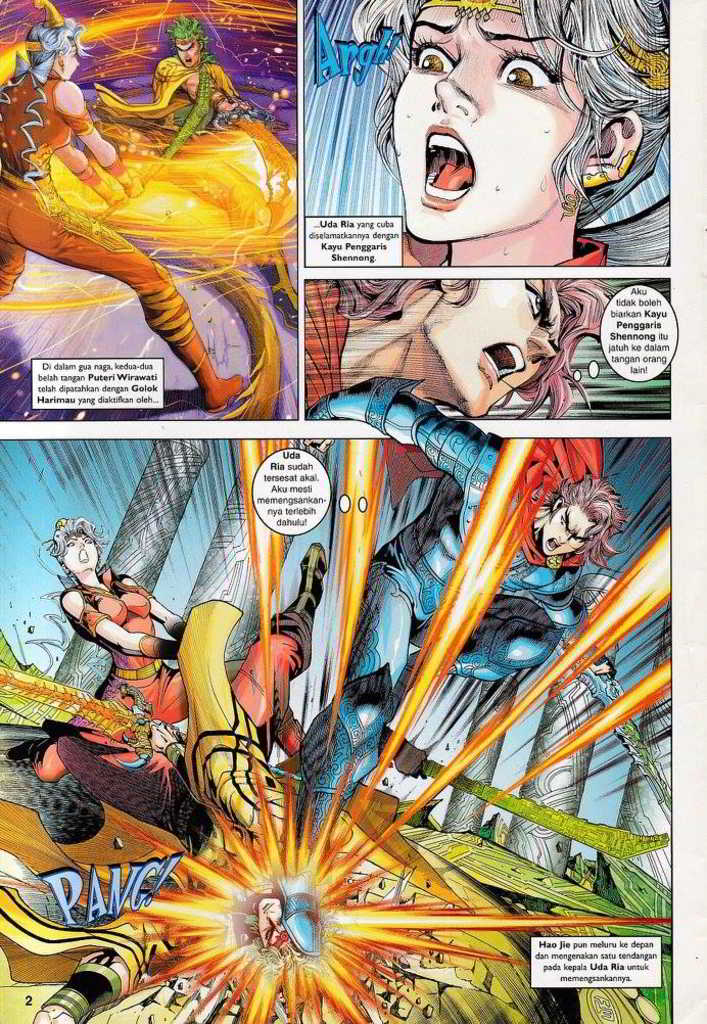 Di dalam gua naga, kedua-dua
belah tangan Puteri Wirawati
telah dipatahkan dengan Golok
Harimau yang diaktifkan oleh...
Argh!
...Uda Ria yang cuba
diselamatkannya dengan
Kayu Penggaris
Shennong.
Aku
tidak boleh
biarkan Kayu
Penggaris
Shennong itu
jatuh ke dalam
tangan orang
lain!
Uda
Ria sudah
tersesat akal.
Aku mesti
memengsankan-
nya terlebih
dahulu!
PANG!
Hao Jie pun meluru ke depan
dan mengenakan satu tendangan
pada kepala Uda Ria untuk
memengsankannya.
2